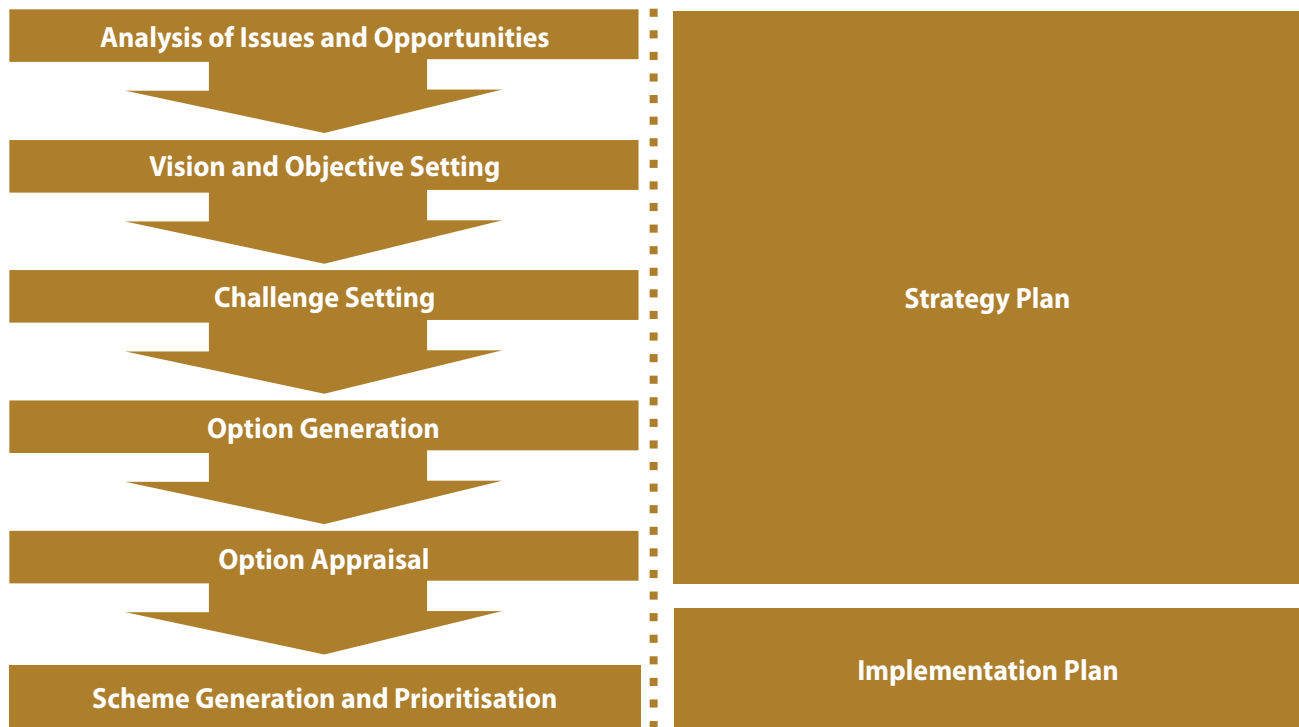 Analysis of Issues and Opportunities
Vision and Objective Setting
Challenge Setting
Option Generation
Option Appraisal
Scheme Generation and Prioritisation
Strategy Plan
Implementation Plan